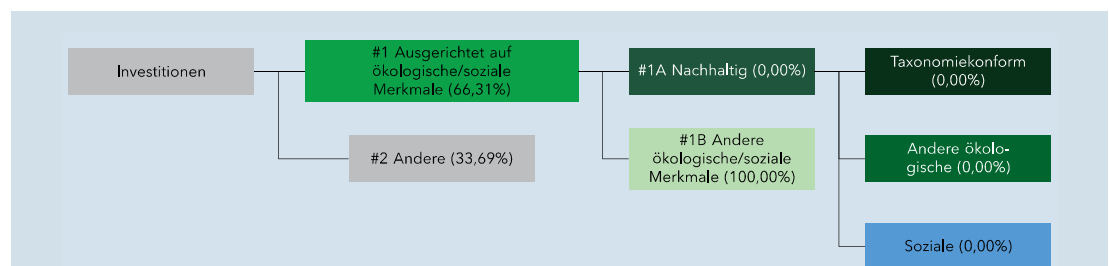 Investitionen
#1 Ausgerichtet auf
ökologische/soziale
Merkmale (66,31%)
#2 Andere (33,69%)
#1A Nachhaltig (0,00%)
#1B Andere
ökologische/soziale
Merkmale (100,00%)
Taxonomiekonform
(0,00%)
Andere ökolo-
gische (0,00%)
Soziale (0,00%)